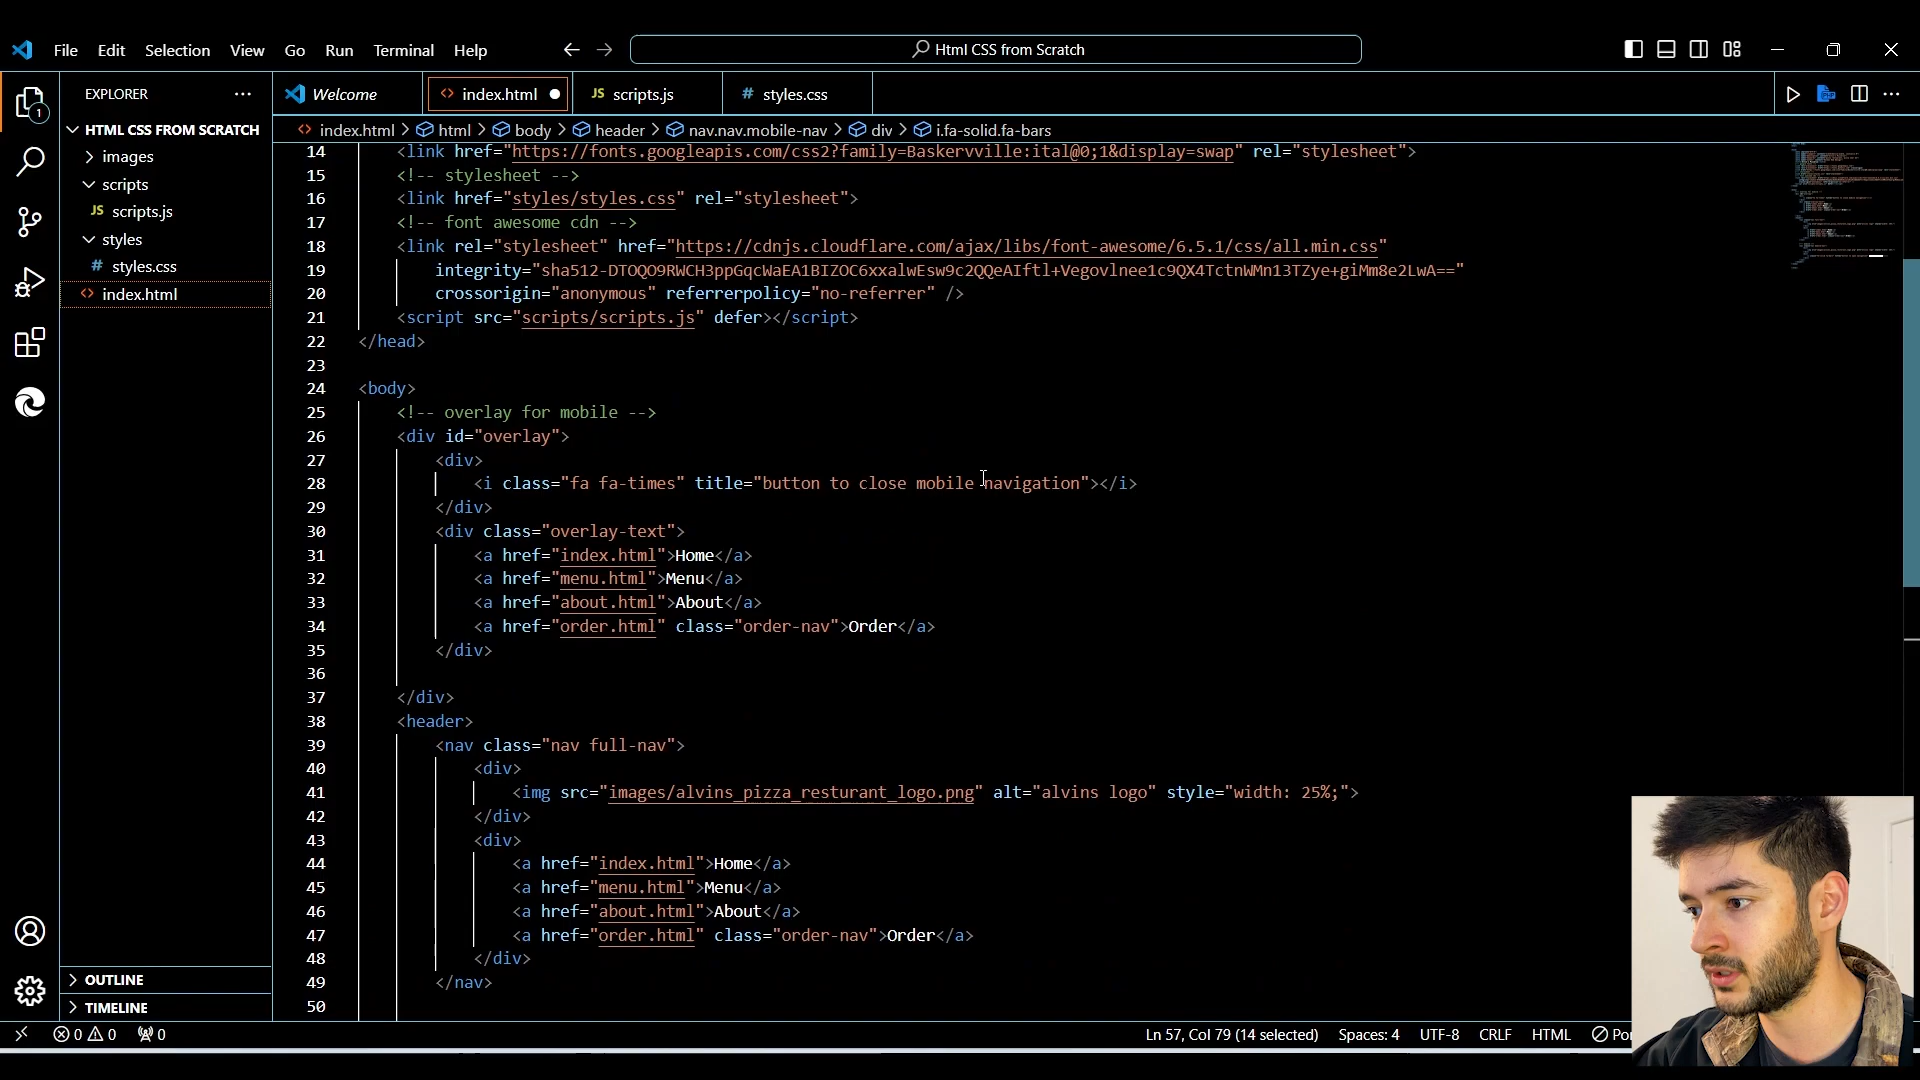 File Edit Selection View Go Run Terminal Help
Html CSS from Scratch
1
EXPLORER
HTML CSS FROM SCRATCH
images
scripts
JS scripts.js
styles
# styles.css
<> index.html
OUTLINE
TIMELINE
Welcome
<> index.html
JS scripts.js
# styles.css
<> index.html > html > body > header > nav.nav.mobile-nav > div > i.fa-solid.fa-bars
14 <link href="https://fonts.googleapis.com/css2?family=Baskervville:ital@0;1&display=swap" rel="stylesheet">
15 <!-- stylesheet -->
16 <link href="styles/styles.css" rel="stylesheet">
17 <!-- font awesome cdn -->
18 <link rel="stylesheet" href="https://cdnjs.cloudflare.com/ajax/libs/font-awesome/6.5.1/css/all.min.css"
19 integrity="sha512-DTOQO9RWCH3ppGqcWaEA1BIZOC6xxalwEsw9c2QQeAIftl+Vegovlnee1c9QX4TctnWMn13TZye+giMm8e2LwA=="
20 crossorigin="anonymous" referrerpolicy="no-referrer" />
21 <script src="scripts/scripts.js" defer></script>
22 </head>
23
24 <body>
25 <!-- overlay for mobile -->
26 <div id="overlay">
27 <div>
28 <i class="fa fa-times" title="button to close mobile navigation"></i>
29 </div>
30 <div class="overlay-text">
31 <a href="index.html">Home</a>
32 <a href="menu.html">Menu</a>
33 <a href="about.html">About</a>
34 <a href="order.html" class="order-nav">Order</a>
35 </div>
36
37 </div>
38 <header>
39 <nav class="nav full-nav">
40 <div>
41 <img src="images/alvins_pizza_resturant_logo.png" alt="alvins logo" style="width: 25%;">
42 </div>
43 <div>
44 <a href="index.html">Home</a>
45 <a href="menu.html">Menu</a>
46 <a href="about.html">About</a>
47 <a href="order.html" class="order-nav">Order</a>
48 </div>
49 </nav>
50
0 0 0 Ln 57, Col 79 (14 selected) Spaces: 4 UTF-8 CRLF HTML